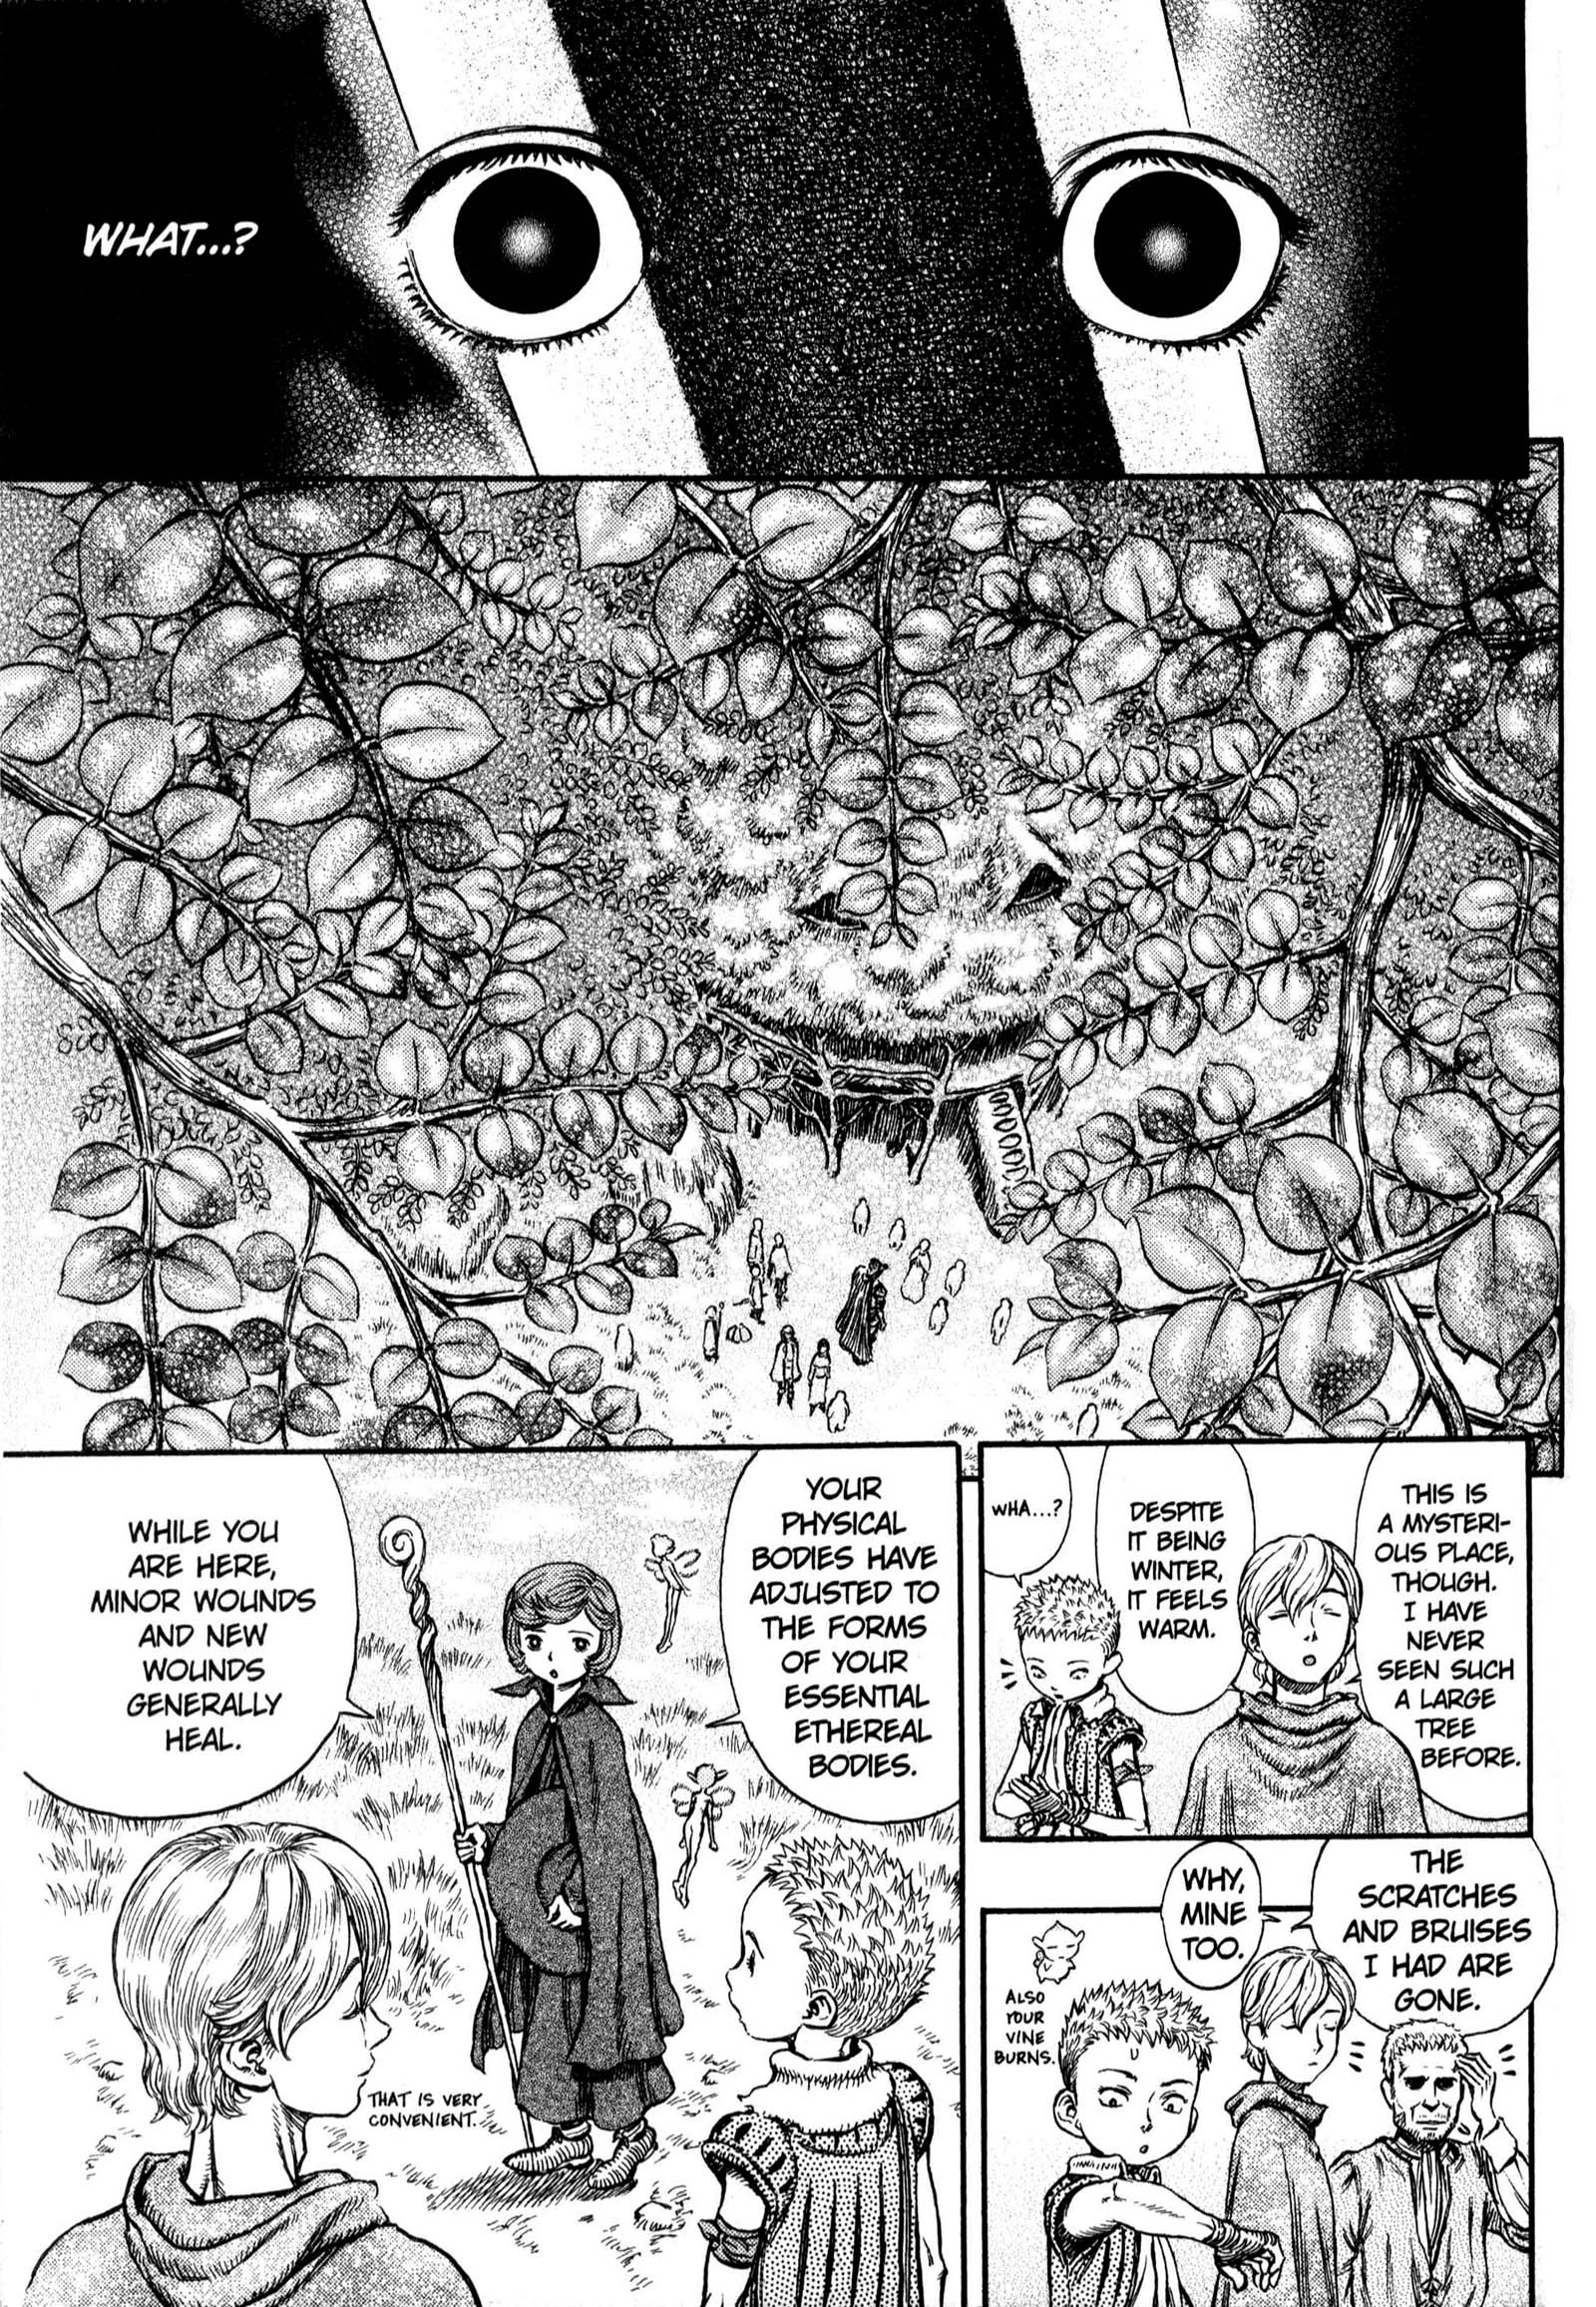 WHAT...?
THIS IS
A MYSTERI-
OUS PLACE,
THOUGH.
I HAVE
NEVER
SEEN SUCH
A LARGE
TREE
BEFORE.
DESPITE
IT BEING
WINTER,
IT FEELS
WARM.
WHA...?
THE
SCRATCHES
AND BRUISES
I HAD ARE
GONE.
WHY,
MINE
TOO.
ALSO
YOUR
VINE
BURNS.
YOUR
PHYSICAL
BODIES HAVE
ADJUSTED TO
THE FORMS
OF YOUR
ESSENTIAL
ETHEREAL
BODIES.
WHILE YOU
ARE HERE,
MINOR WOUNDS
AND NEW
WOUNDS
GENERALLY
HEAL.
THAT IS VERY
CONVENIENT.